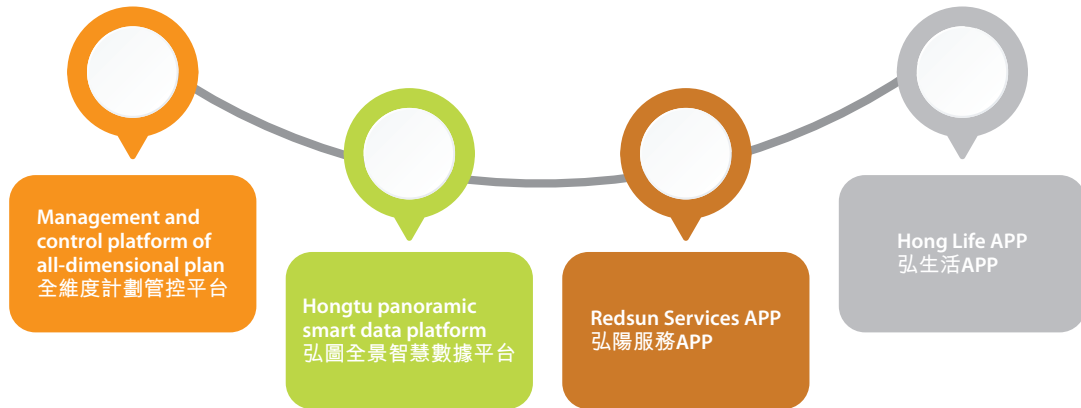 Management and
control platform of
all-dimensional plan
全維度計劃管控平台
Hongtu panoramic
smart data platform
弘圖全景智慧數據平台
Redsun Services APP
弘陽服務APP
Hong Life APP
弘生活APP